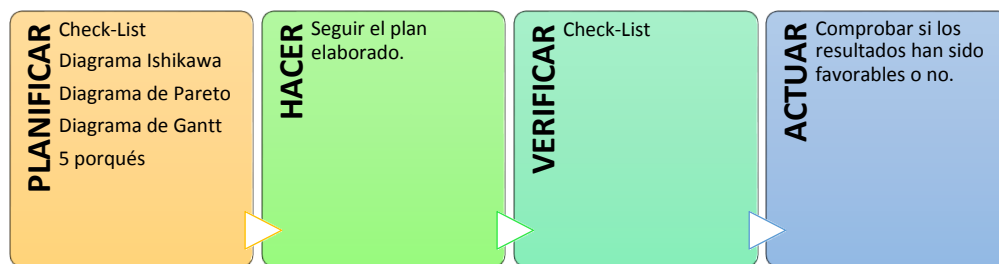 PLANIFICAR
Check-List
Diagrama Ishikawa
Diagrama de Pareto
Diagrama de Gantt
5 porqués
HACER
Seguir el plan
elaborado.
VERIFICAR
Check-List
ACTUAR
Comprobar si los
resultados han sido
favorables o no.